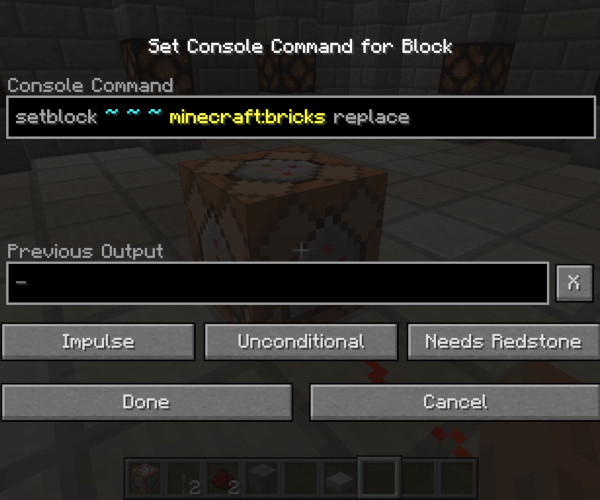 Set Console Command for Block
Console Command
setblock ~ ~ ~ minecraft:bricks replace
Previous Output
-
X
Impulse
Unconditional
Needs Redstone
Done
Cancel
2
2